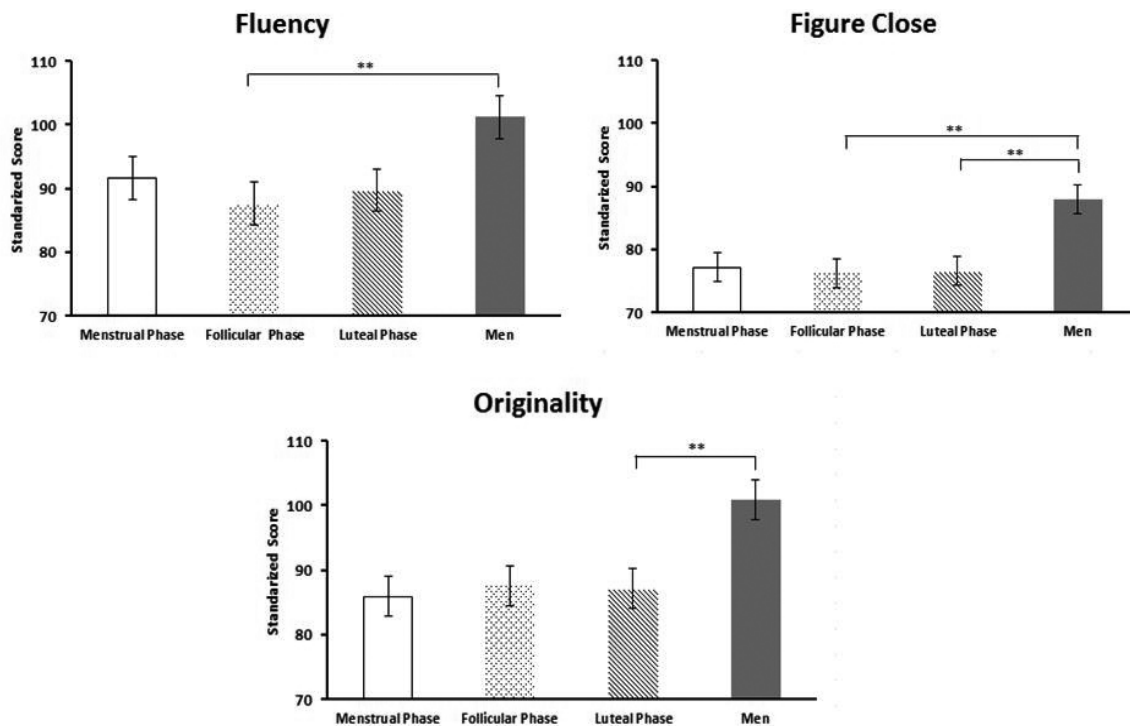 Fluency
110
100
90
80
70
Standarized Score
**
Menstrual Phase
Follicular Phase
Luteal Phase
Men
Figure Close
110
100
90
80
70
Standarized Score
**
**
Menstrual Phase
Follicular Phase
Luteal Phase
Men
Originality
110
100
90
80
70
Standarized Score
**
Menstrual Phase
Follicular Phase
Luteal Phase
Men